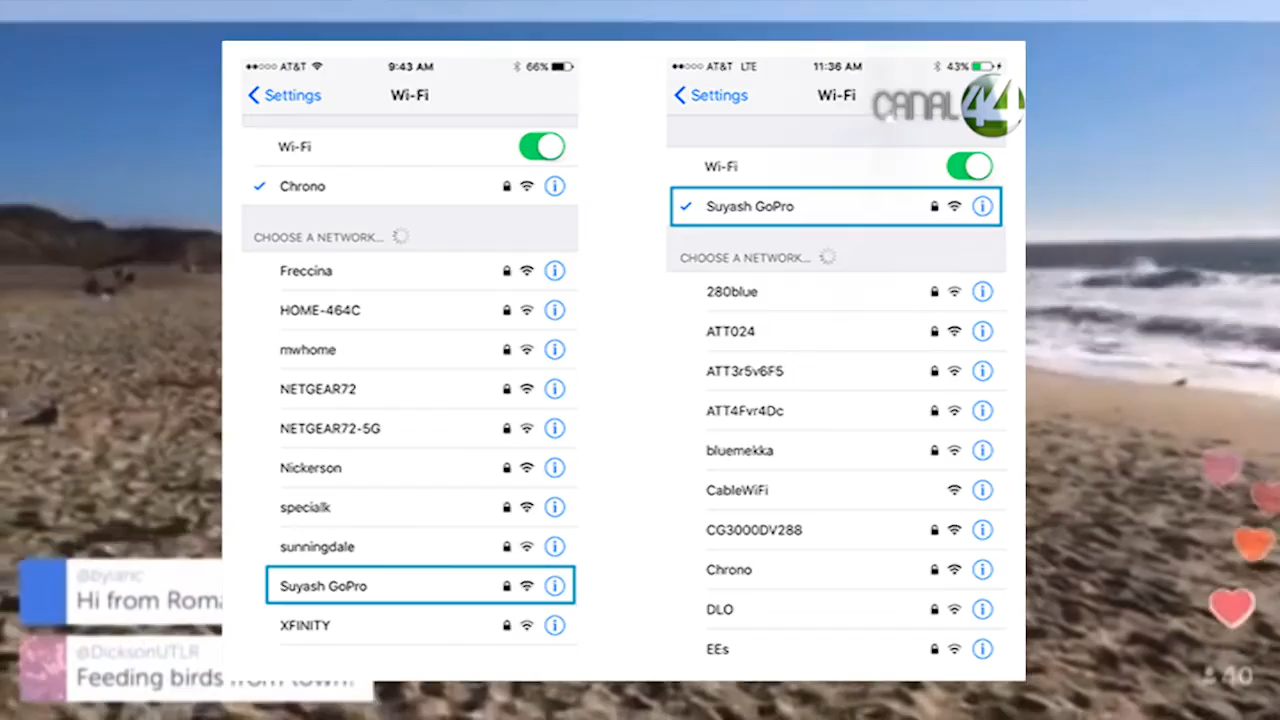 AT&T 9:43 AM 66%
Settings Wi-Fi
Wi-Fi
Chrono
CHOOSE A NETWORK...
Freccina
HOME-464C
mwhome
NETGEAR72
NETGEAR72-5G
Nickerson
specialk
sunningdale
Suyash GoPro
XFINITY
AT&T LTE 11:36 AM 43%
Settings Wi-Fi
CANAL 44
Wi-Fi
Suyash GoPro
CHOOSE A NETWORK...
280blue
ATT024
ATT3r5v6F5
ATT4Fvr4Dc
bluemekka
CableWiFi
CG3000DV288
Chrono
DLO
EEs
Hi from Roma
@DicksonUTLR
Feeding birds from town!
40